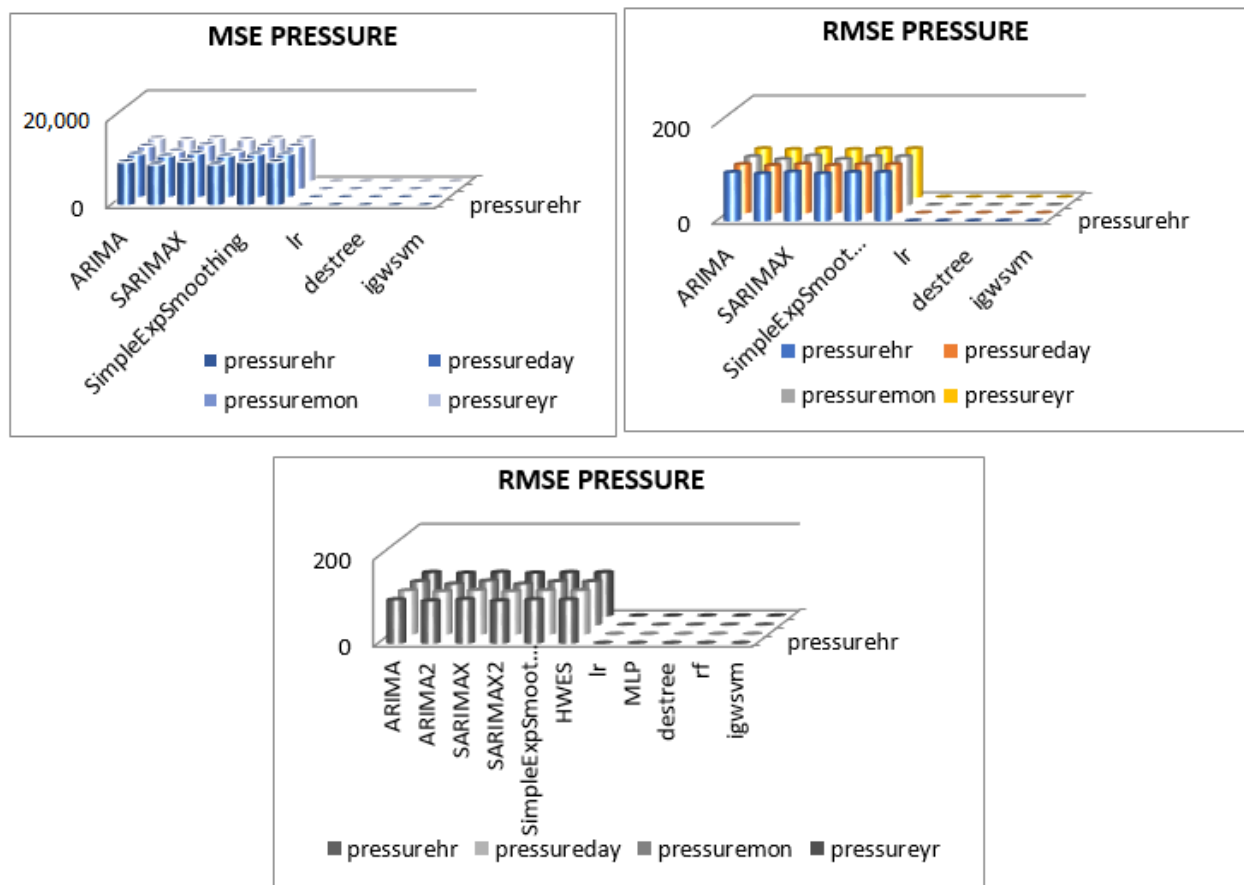 MSE PRESSURE
20,000
0
pressurehr
ARIMA
SARIMAX
SimpleExpSmoothing
lr
destree
igwsvm
pressurehr pressureday
pressuremon pressureyr
RMSE PRESSURE
200
0
pressurehr
ARIMA
SARIMAX
SimpleExpSmoot...
lr
destree
igwsvm
pressurehr pressureday
pressuremon pressureyr
RMSE PRESSURE
200
0
pressurehr
ARIMA
ARIMA2
SARIMAX
SARIMAX2
SimpleExpSmoot...
HWES
lr
MLP
destree
rf
igwsvm
pressurehr pressureday pressuremon pressureyr